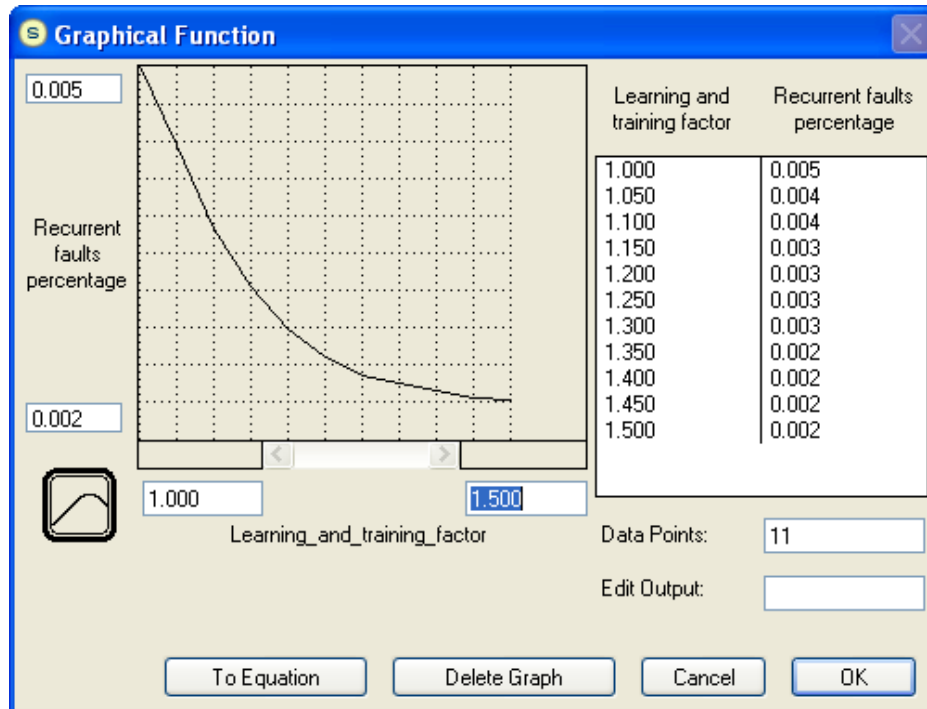 S Graphical Function
0.005
Recurrent
faults
percentage
0.002
1.000
1.500
Learning_and_training_factor
Learning and
training factor
Recurrent faults
percentage
1.000 0.005
1.050 0.004
1.100 0.004
1.150 0.003
1.200 0.003
1.250 0.003
1.300 0.003
1.350 0.002
1.400 0.002
1.450 0.002
1.500 0.002
Data Points: 11
Edit Output:
To Equation
Delete Graph
Cancel
OK